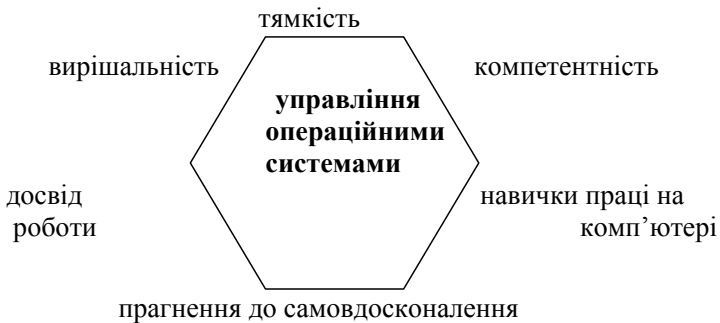 тямкість
вирішальність
компетентність
управління
операційними
системами
досвід
роботи
навички праці на
комп’ютері
прагнення до самовдосконалення